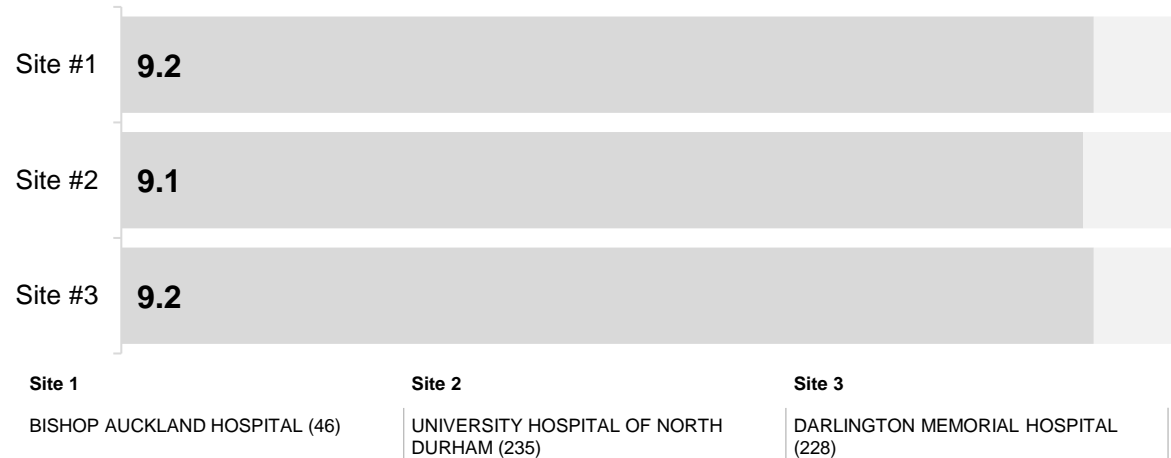 Site #1 9.2
Site #2 9.1
Site #3 9.2
Site 1 Site 2 Site 3
BISHOP AUCKLAND HOSPITAL (46)
UNIVERSITY HOSPITAL OF NORTH
DURHAM (235)
DARLINGTON MEMORIAL HOSPITAL
(228)